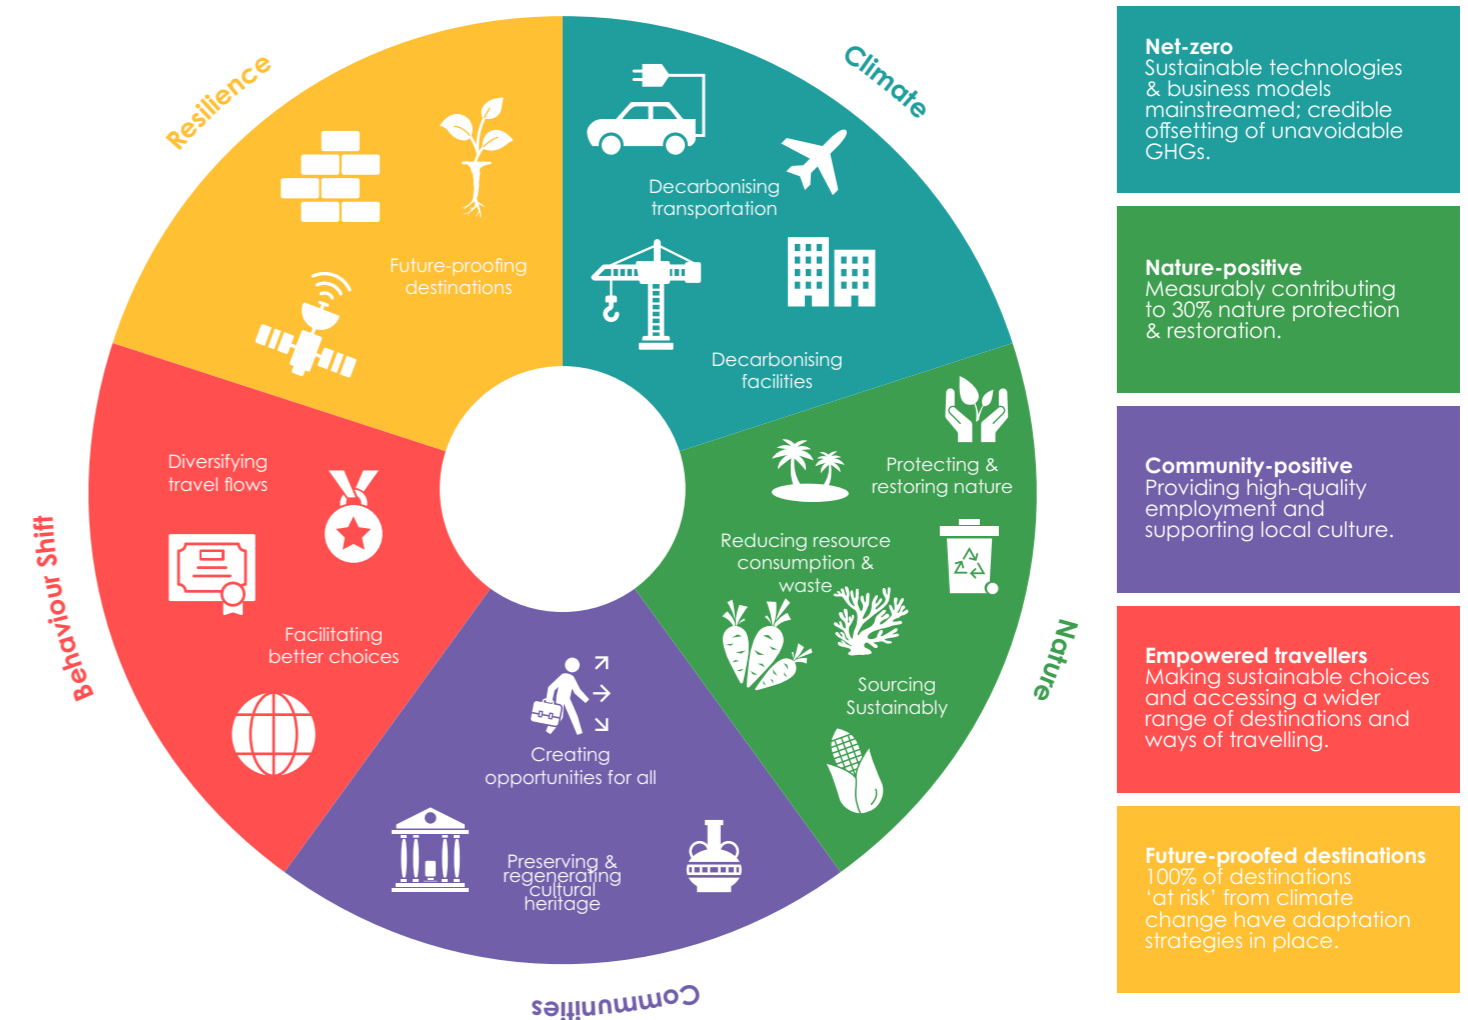 Resilience
Climate
Decarbonising
transportation
Future-proofing
destinations
Decarbonising
facilities
Diversifying
travel flows
Protecting &
restoring nature
Reducing resource
consumption &
waste
Behaviour Shift
Facilitating
better choices
Nature
Sourcing
Sustainably
Creating
opportunities for all
Preserving &
regenerating
cultural
heritage
Communities
Net-zero
Sustainable technologies
& business models
mainstreamed; credible
offsetting of unavoidable
GHGs.
Nature-positive
Measurably contributing
to 30% nature protection
& restoration.
Community-positive
Providing high-quality
employment and
supporting local culture.
Empowered travellers
Making sustainable choices
and accessing a wider
range of destinations and
ways of travelling.
Future-proofed destinations
100% of destinations
‘at risk’ from climate
change have adaptation
strategies in place.